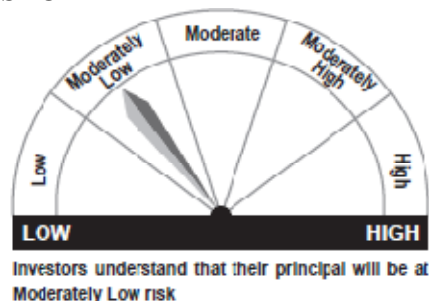 Low
Moderately
Low
Moderate
Moderately
High
High
LOW HIGH
Investors understand that their principal will be at
Moderately Low risk